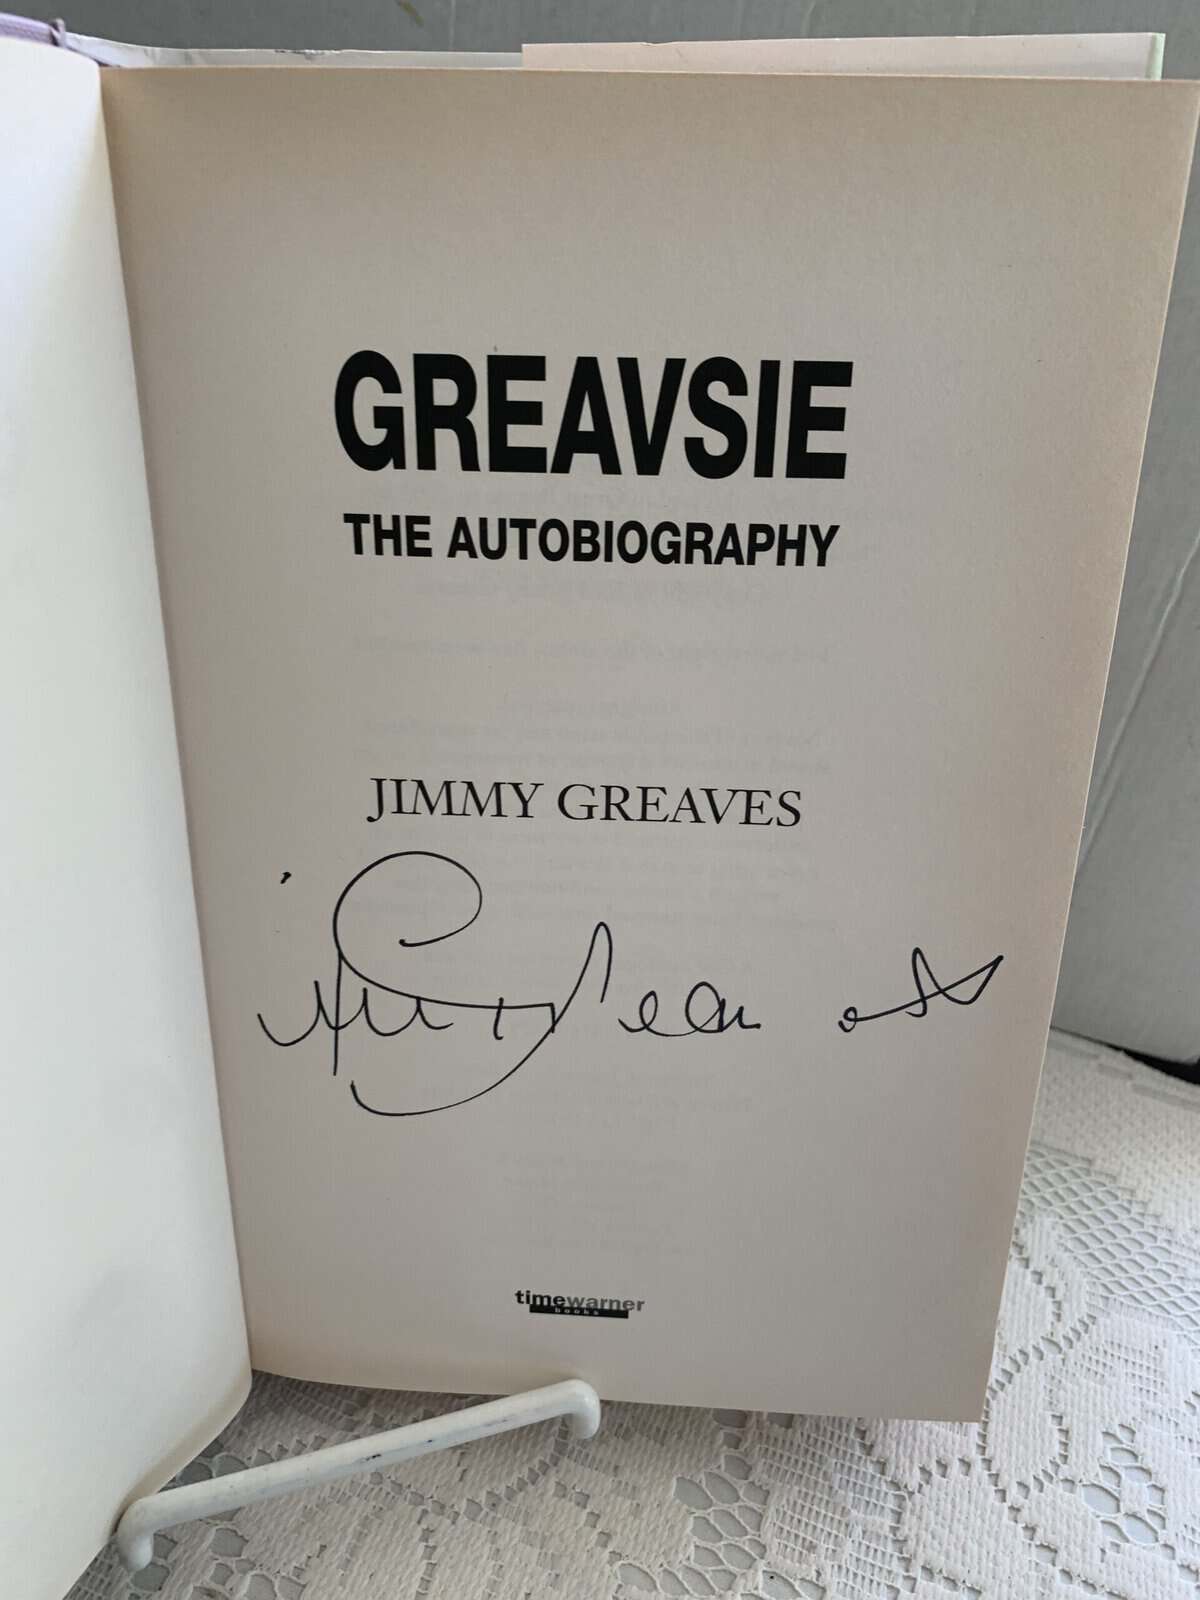 GREAVSIE
THE AUTOBIOGRAPHY
JIMMY GREAVES
timewarner
books